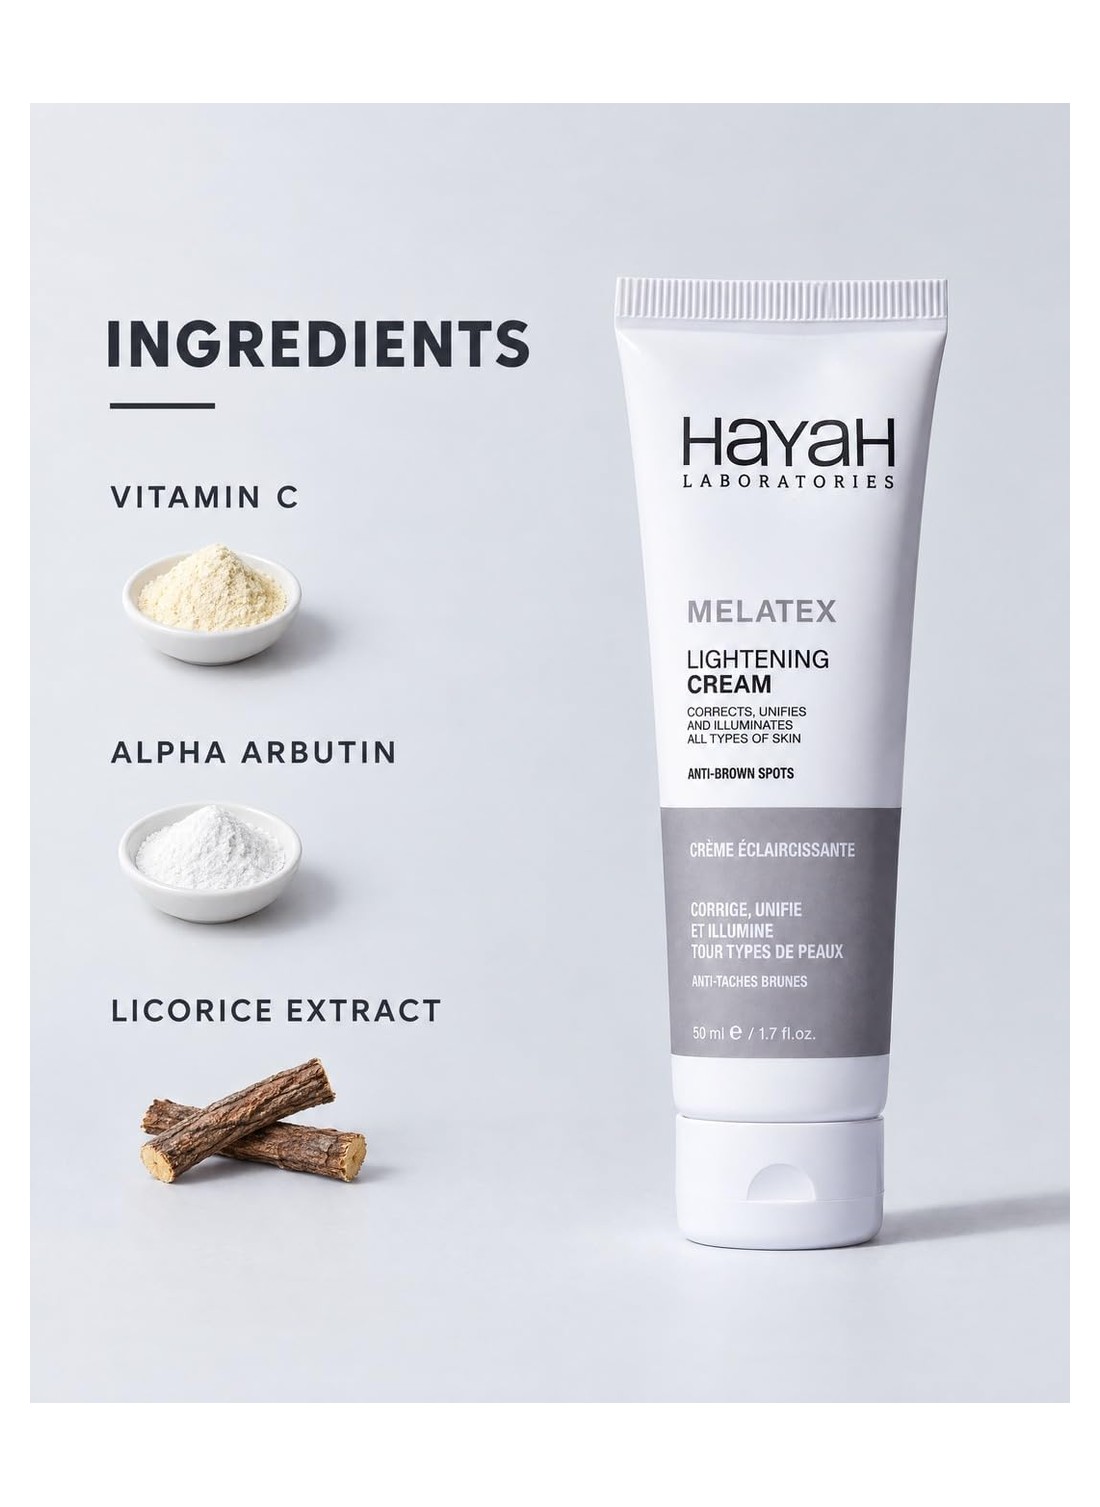 INGREDIENTS
VITAMIN C
ALPHA ARBUTIN
LICORICE EXTRACT
HaYaH
LABORATORIES
MELATEX
LIGHTENING
CREAM
CORRECTS, UNIFIES
AND ILLUMINATES
ALL TYPES OF SKIN
ANTI-BROWN SPOTS
CRÈME ÉCLAIRCISSANTE
CORRIGE, UNIFIE
ET ILLUMINE
TOUR TYPES DE PEAUX
ANTI-TACHES BRUNES
50 ml e / 1.7 fl.oz.